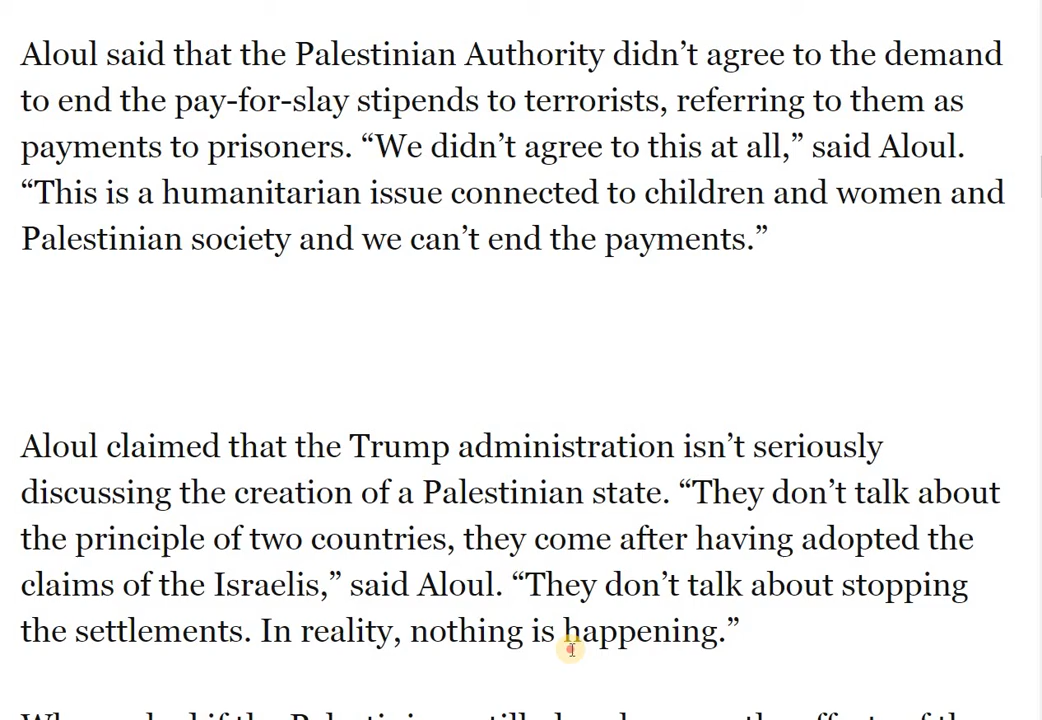 Aloul said that the Palestinian Authority didn’t agree to the demand
to end the pay-for-slay stipends to terrorists, referring to them as
payments to prisoners. “We didn’t agree to this at all,” said Aloul.
“This is a humanitarian issue connected to children and women and
Palestinian society and we can’t end the payments.”
Aloul claimed that the Trump administration isn’t seriously
discussing the creation of a Palestinian state. “They don’t talk about
the principle of two countries, they come after having adopted the
claims of the Israelis,” said Aloul. “They don’t talk about stopping
the settlements. In reality, nothing is happening.”